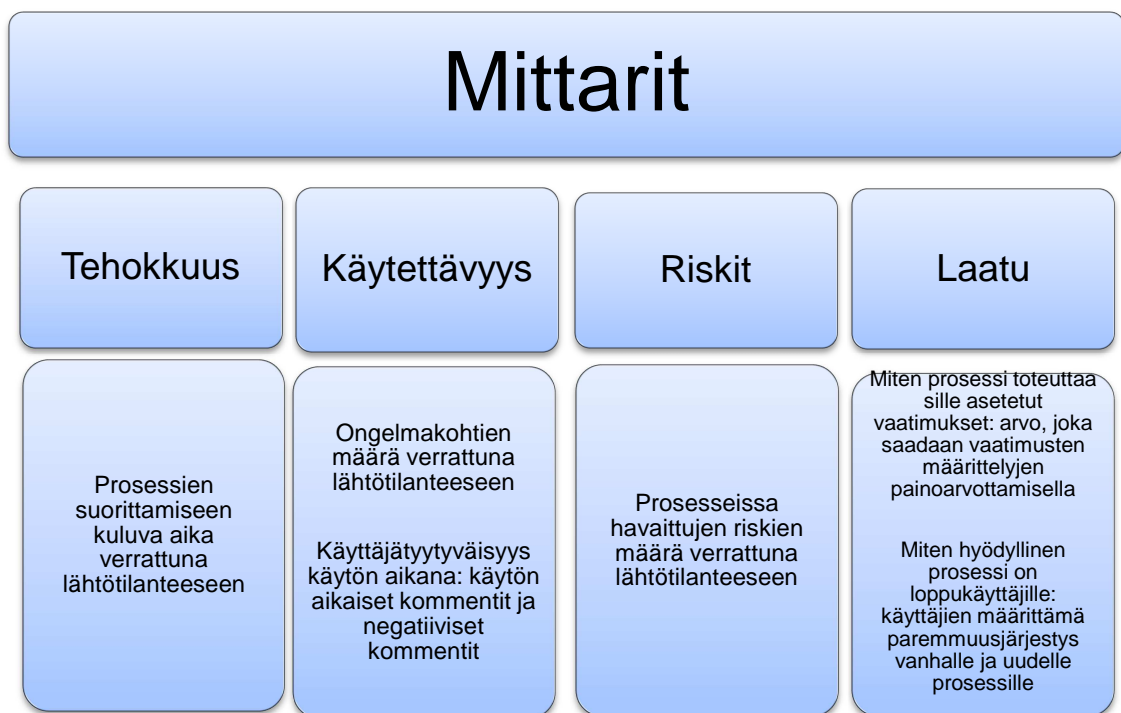 Mittarit
Tehokkuus
Käytettävyys
Riskit
Laatu
Prosessien
suorittamiseen
kuluva aika
verrattuna
lähtötilanteeseen
Ongelmakohtien
määrä verrattuna
lähtötilanteeseen
Käyttäjätyytyväisyys
käytön aikana: käytön
aikaiset kommentit ja
negatiiviset
kommentit
Prosesseissa
havaittujen riskien
määrä verrattuna
lähtötilanteeseen
Miten prosessi toteuttaa
sille asetetut
vaatimukset: arvo, joka
saadaan vaatimusten
määrittelyjen
painoarvottamisella
Miten hyödyllinen
prosessi on
loppukäyttäjille:
käyttäjien määrittämä
paremmuusjärjestys
vanhalle ja uudelle
prosessille